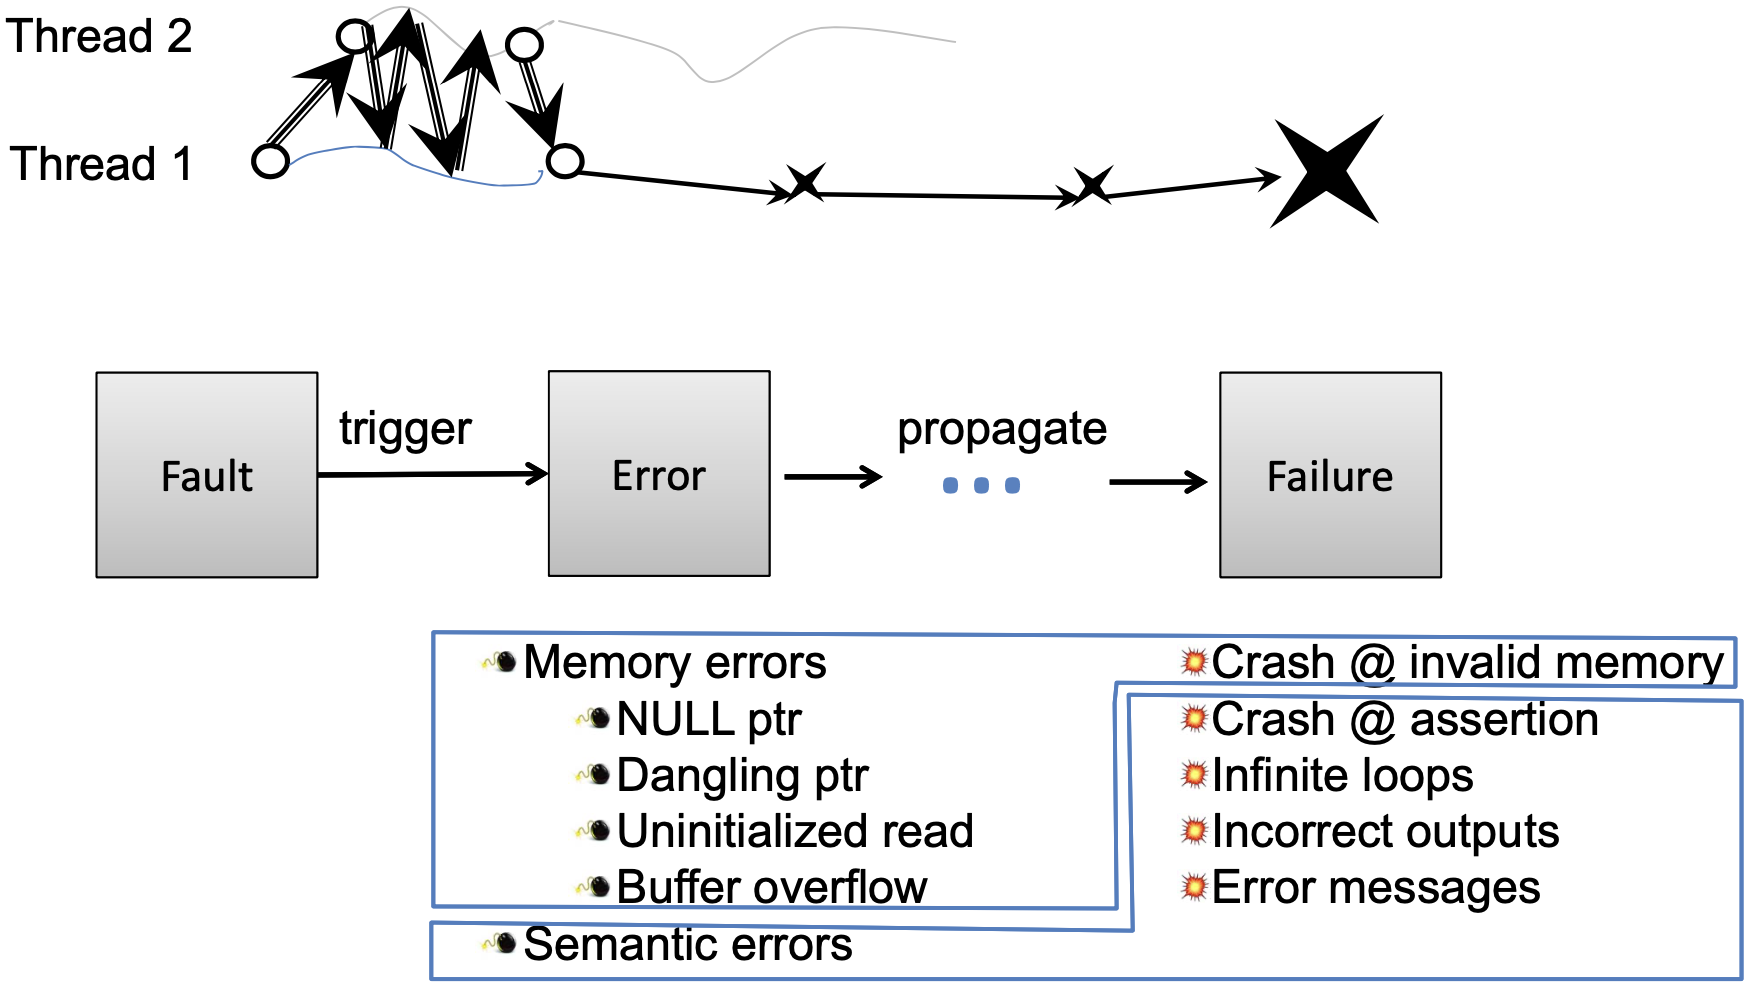 Thread 2
Thread 1
trigger
propagate
Fault
Error
Failure
Memory errors
Crash @ invalid memory
NULL ptr
Crash @ assertion
Dangling ptr
Infinite loops
Uninitialized read
Incorrect outputs
Buffer overflow
Error messages
Semantic errors